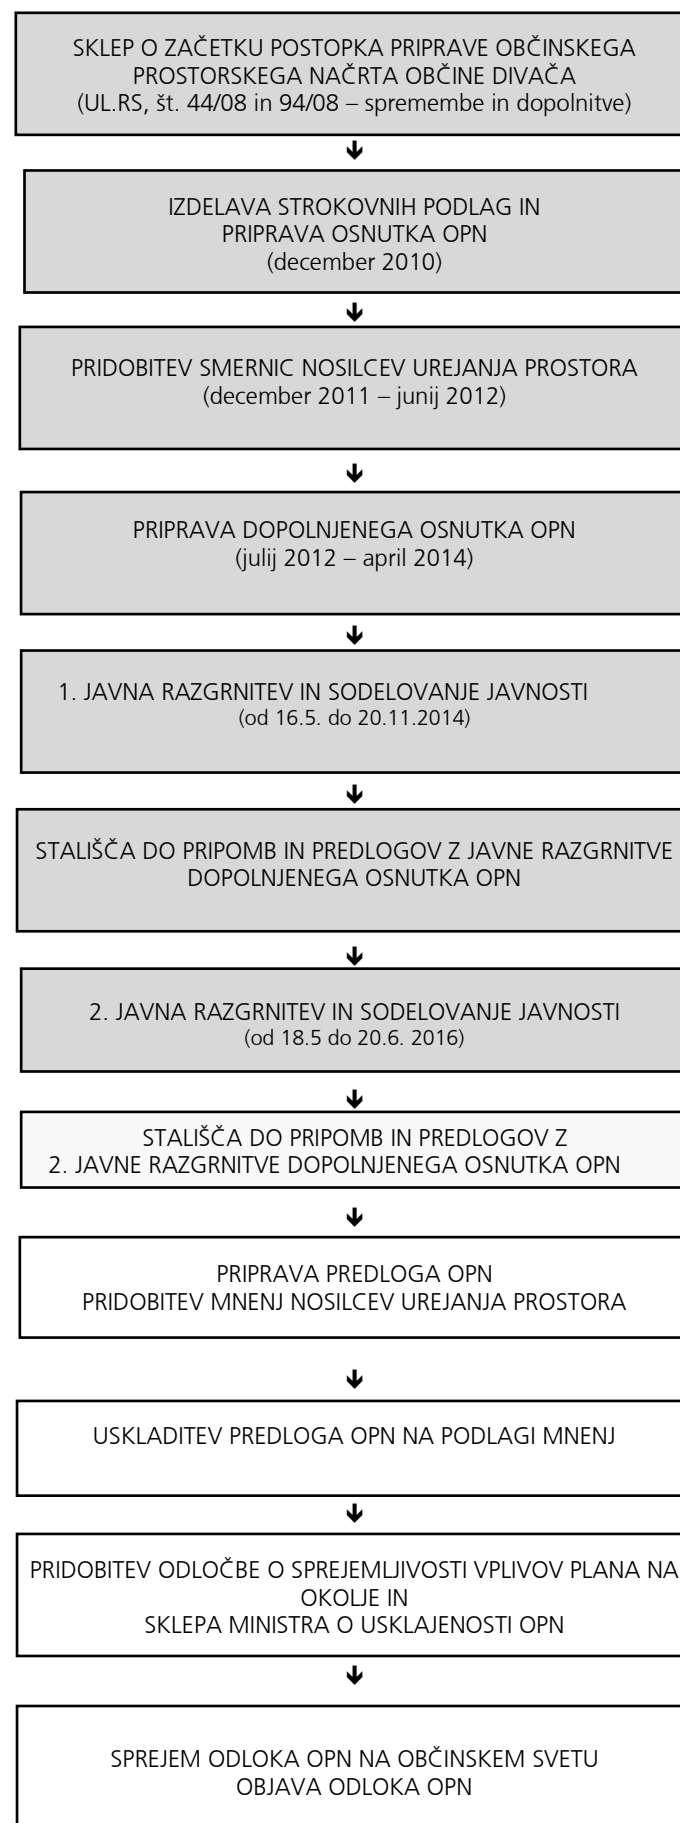 SKLEP O ZAČETKU POSTOPKA PRIPRAVE OBČINSKEGA
PROSTORSKEGA NAČRTA OBČINE DIVAČA
(UL.RS, št. 44/08 in 94/08 – spremembe in dopolnitve)
IZDELAVA STROKOVNIH PODLAG IN
PRIPRAVA OSNUTKA OPN
(december 2010)
PRIDOBITEV SMERNIC NOSILCEV UREJANJA PROSTORA
(december 2011 – junij 2012)
PRIPRAVA DOPOLNJENEGA OSNUTKA OPN
(julij 2012 – april 2014)
1. JAVNA RAZGRNITEV IN SODELOVANJE JAVNOSTI
(od 16.5. do 20.11.2014)
STALIŠČA DO PRIPOMB IN PREDLOGOV Z JAVNE RAZGRNITVE
DOPOLNJENEGA OSNUTKA OPN
2. JAVNA RAZGRNITEV IN SODELOVANJE JAVNOSTI
(od 18.5 do 20.6. 2016)
STALIŠČA DO PRIPOMB IN PREDLOGOV Z
2. JAVNE RAZGRNITVE DOPOLNJENEGA OSNUTKA OPN
PRIPRAVA PREDLOGA OPN
PRIDOBITEV MNENJ NOSILCEV UREJANJA PROSTORA
USKLADITEV PREDLOGA OPN NA PODLAGI MNENJ
PRIDOBITEV ODLOČBE O SPREJEMLJIVOSTI VPLIVOV PLANA NA
OKOLJE IN
SKLEPA MINISTRA O USKLAJENOSTI OPN
SPREJEM ODLOKA OPN NA OBČINSKEM SVETU
OBJAVA ODLOKA OPN